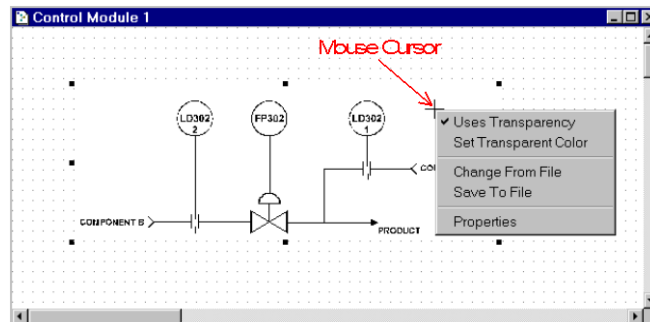 Control Module 1
Mouse Cursor
LD302
2
FP302
LD302
1
Uses Transparency
Set Transparent Color
Change From File
Save To File
Properties
COMPONENT B
PRODUCT